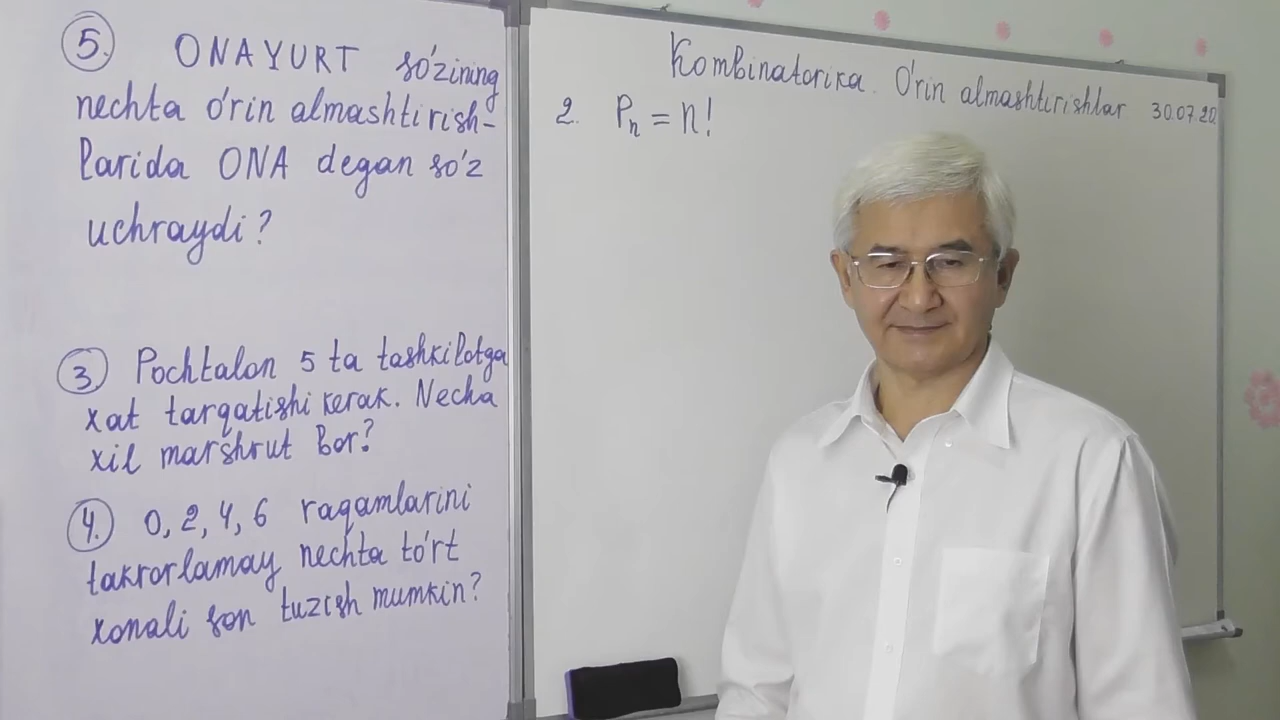 5. ONAYURT so'zining
nechta o'rin almashtirish-
larida ONA degan so'z
uchraydi?
3 Pochtalon 5 ta tashkilotga
xat tarqatishi kerak. Necha
xil marshrut bor?
4. 0, 2, 4, 6 raqamlarini
takrorlamay nechta to'rt
xonali son tuzish mumkin?
Kombinatorika. O'rin almashtirishlar 30.07.20
2. Pₙ = n!